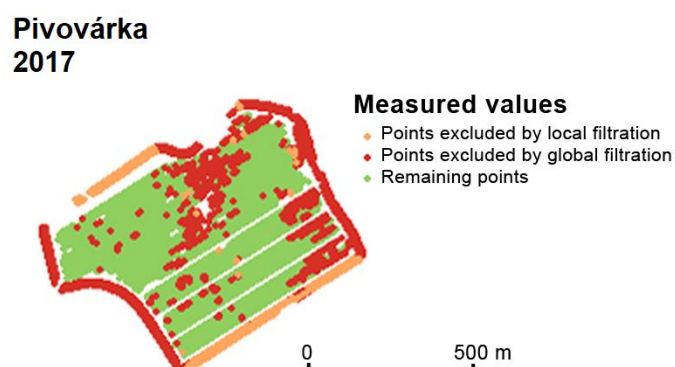 Pivovárka
2017
Measured values
Points excluded by local filtration
Points excluded by global filtration
Remaining points
0 500 m